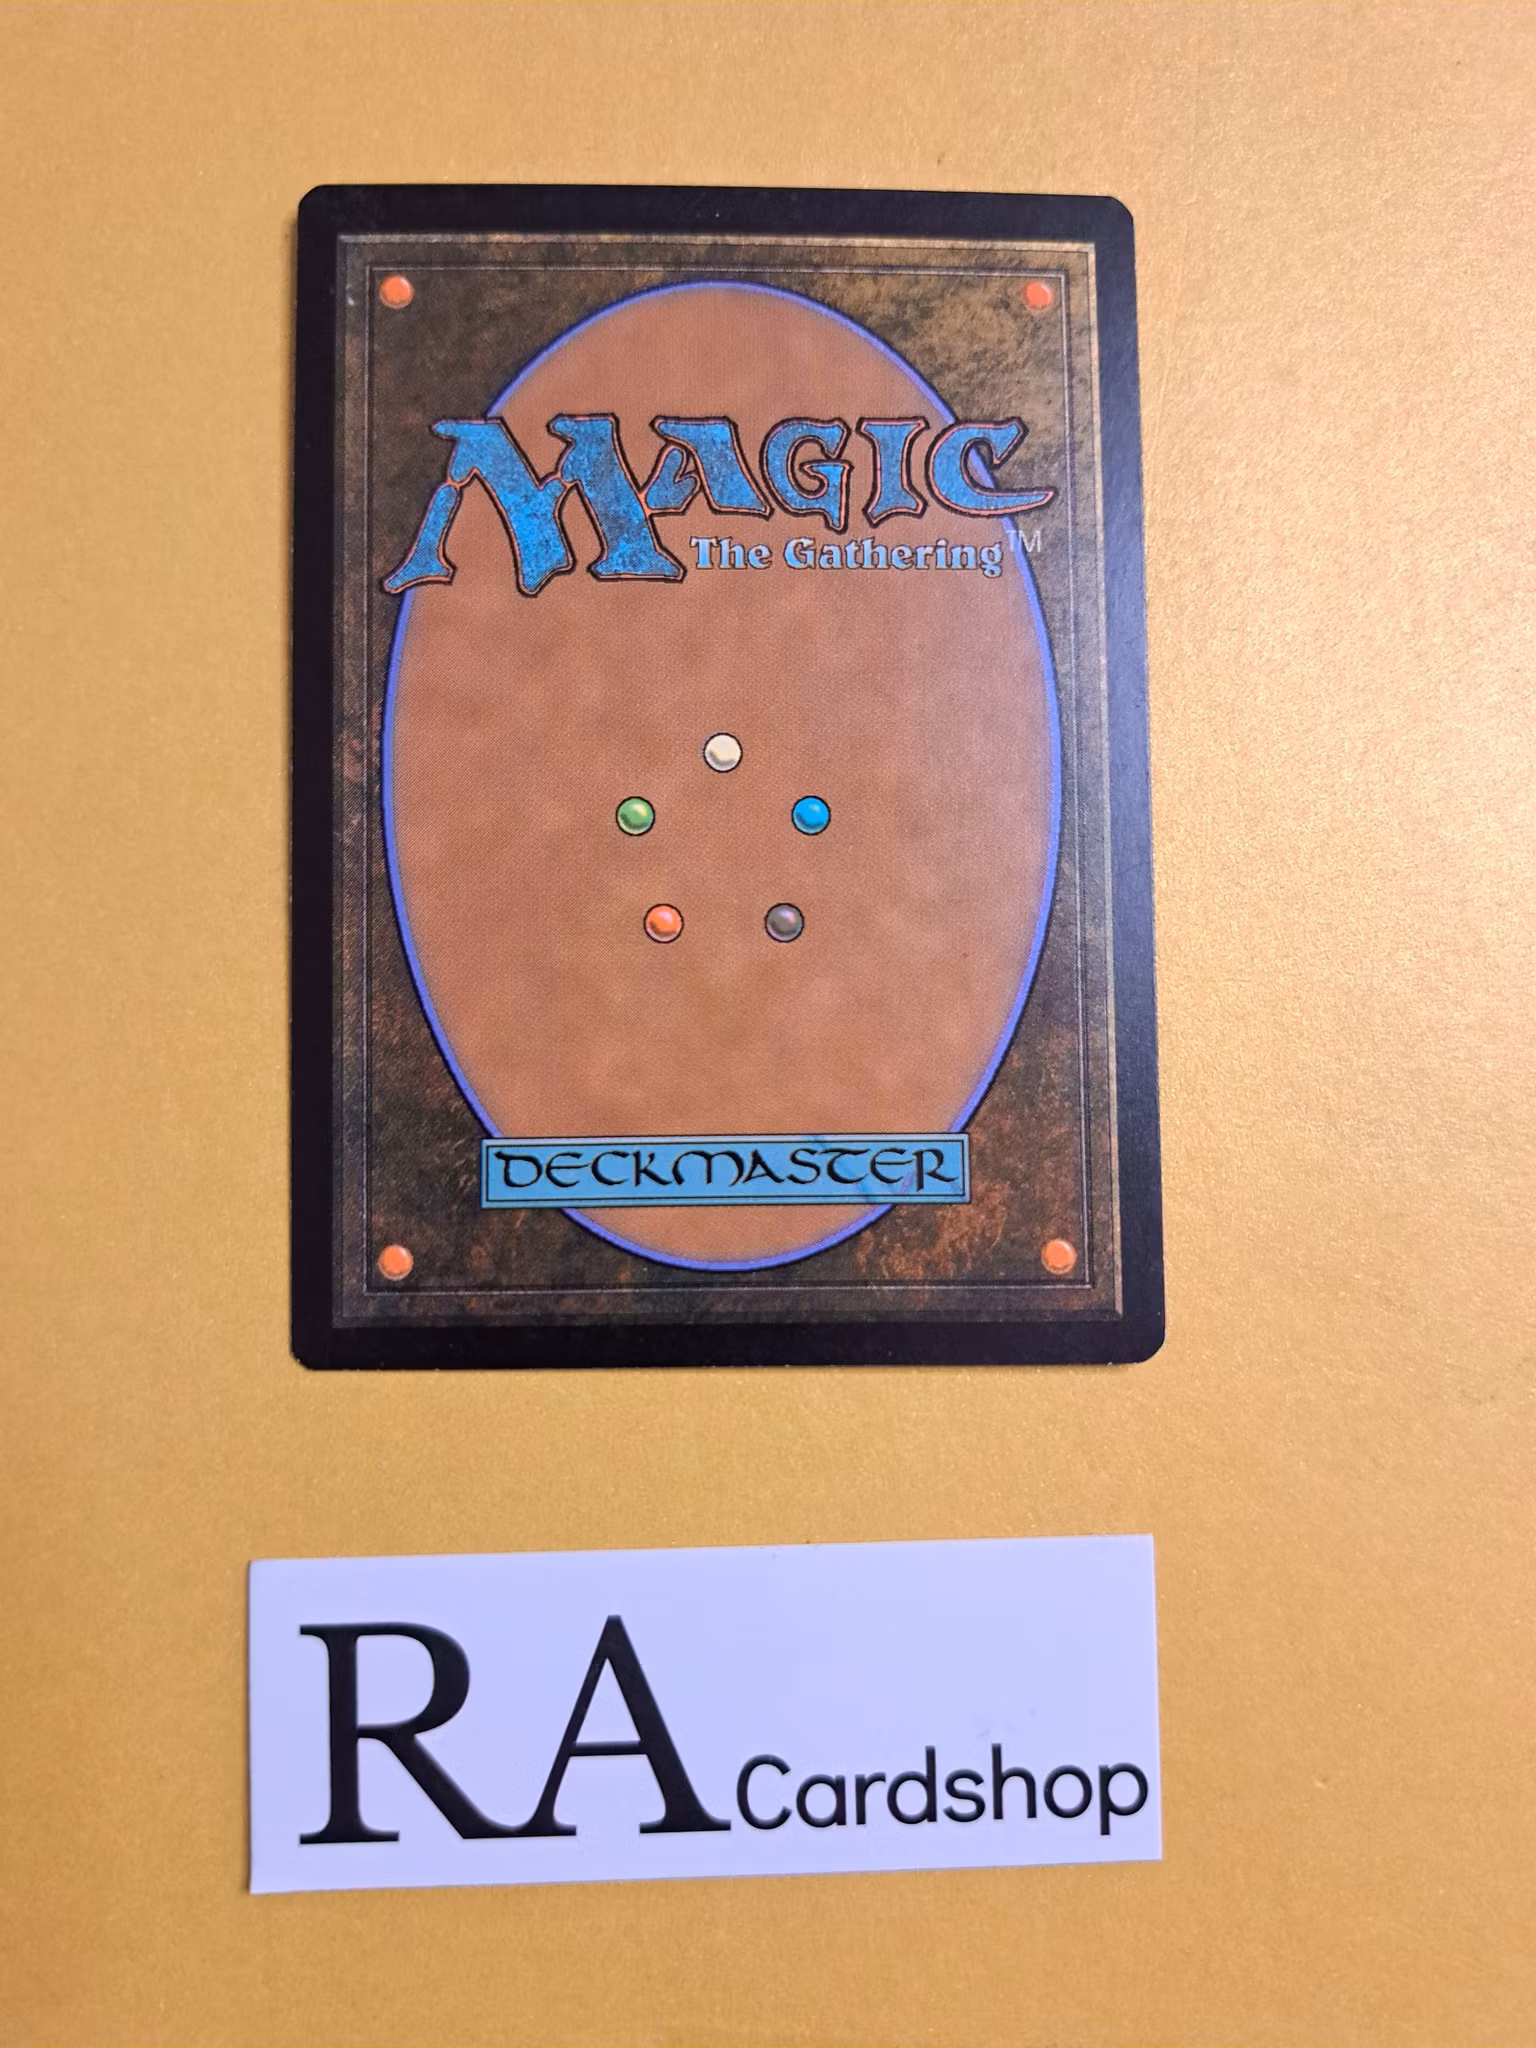 MAGIC
The Gathering™
DECKMASTER
RA Cardshop